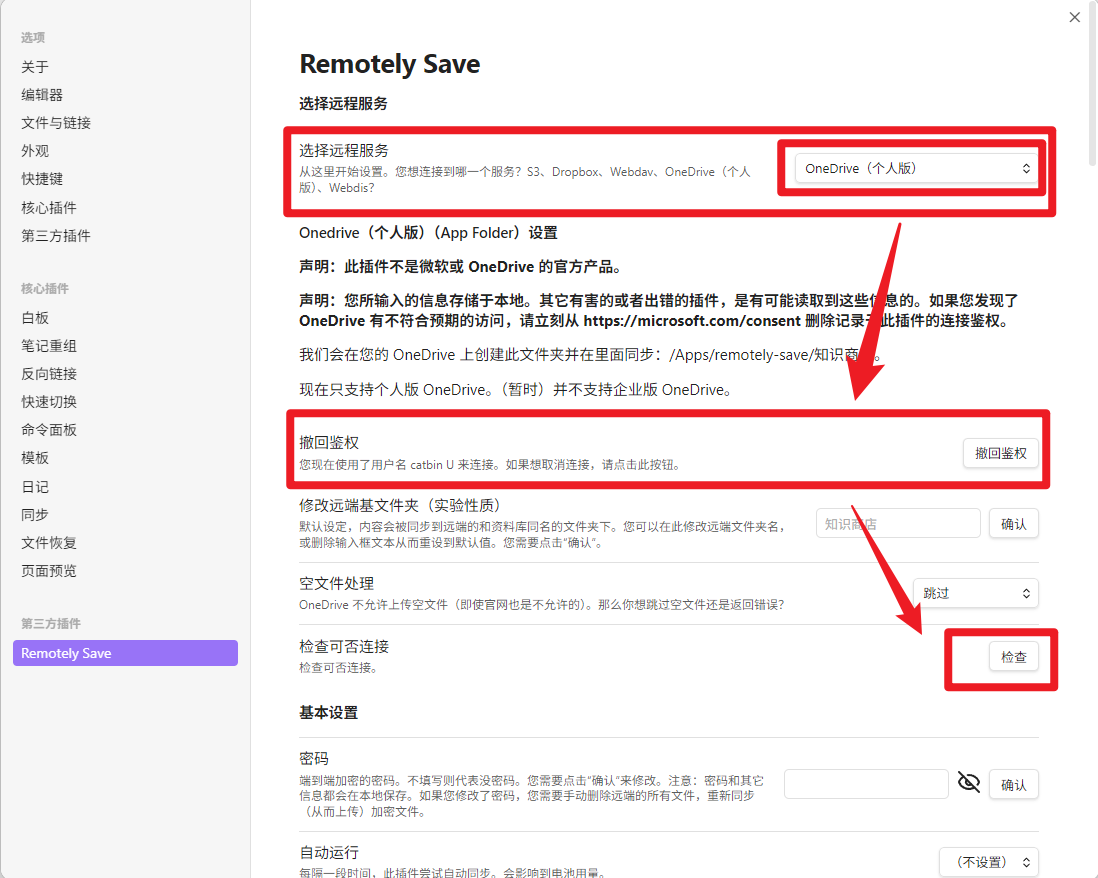 选项
关于
编辑器
文件与链接
外观
快捷键
核心插件
第三方插件
核心插件
白板
笔记重组
反向链接
快速切换
命令面板
模板
日记
同步
文件恢复
页面预览
第三方插件
Remotely Save
Remotely Save
选择远程服务
选择远程服务
从这里开始设置。您想连接到哪一个服务？S3、Dropbox、Webdav、OneDrive（个人
版）、Webdis？
OneDrive（个人版）
Onedrive（个人版）（App Folder）设置
声明：此插件不是微软或 OneDrive 的官方产品。
声明：您所输入的信息存储于本地。其它有害的或者出错的插件，是有可能读取到这些信息的。如果您发现了
OneDrive 有不符合预期的访问，请立刻从 https://microsoft.com/consent 删除记录于此插件的连接鉴权。
我们会在您的 OneDrive 上创建此文件夹并在里面同步：/Apps/remotely-save/知识商店。
现在只支持个人版 OneDrive。（暂时）并不支持企业版 OneDrive。
撤回鉴权
您现在使用了用户名 catbin U 来连接。如果想取消连接，请点击此按钮。
撤回鉴权
修改远端基文件夹（实验性质）
默认设定，内容会被同步到远端的和资料库同名的文件夹下。您可以在此修改远端文件夹名，
或删除输入框文本从而重设到默认值。您需要点击“确认”。
知识商店
确认
空文件处理
OneDrive 不允许上传空文件（即使官网也是不允许的）。那么你想跳过空文件还是返回错误？
跳过
检查可否连接
检查可否连接。
检查
基本设置
密码
端到端加密的密码。不填写则代表没密码。您需要点击“确认”来修改。注意：密码和其它
信息都会在本地保存。如果您修改了密码，您需要手动删除远端的所有文件，重新同步
（从而上传）加密文件。
确认
自动运行
每隔一段时间，此插件尝试自动同步。会影响到电池用量。
（不设置）